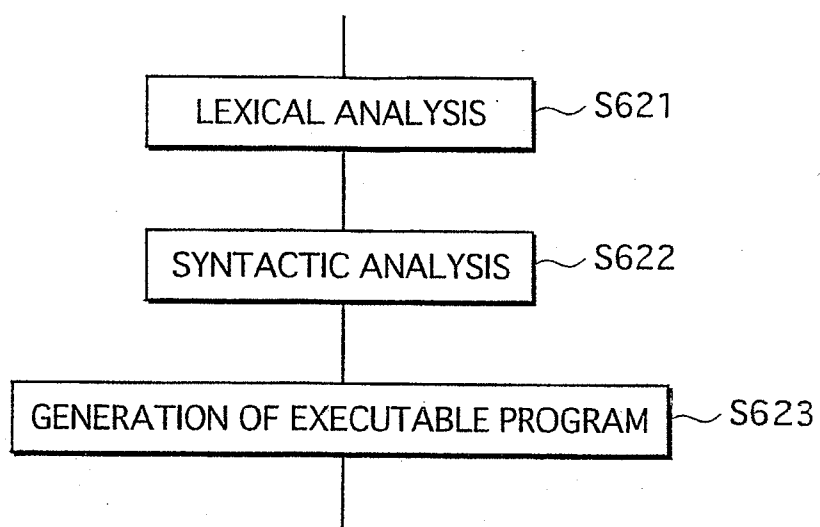 LEXICAL ANALYSIS S621
SYNTACTIC ANALYSIS S622
GENERATION OF EXECUTABLE PROGRAM S623